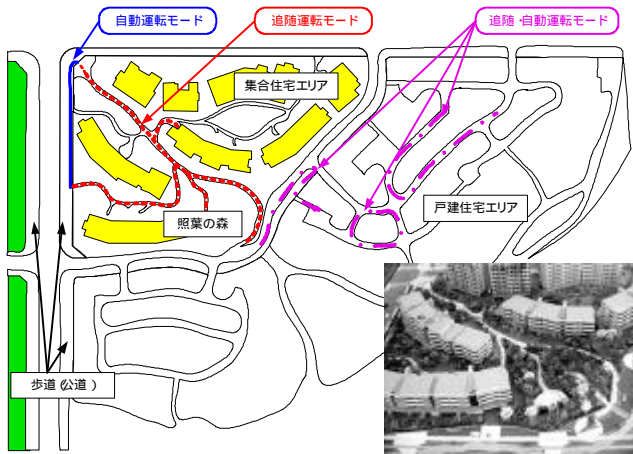 自動運転モード
追随運転モード
追随・自動運転モード
集合住宅エリア
照葉の森
戸建住宅エリア
歩道（公道）